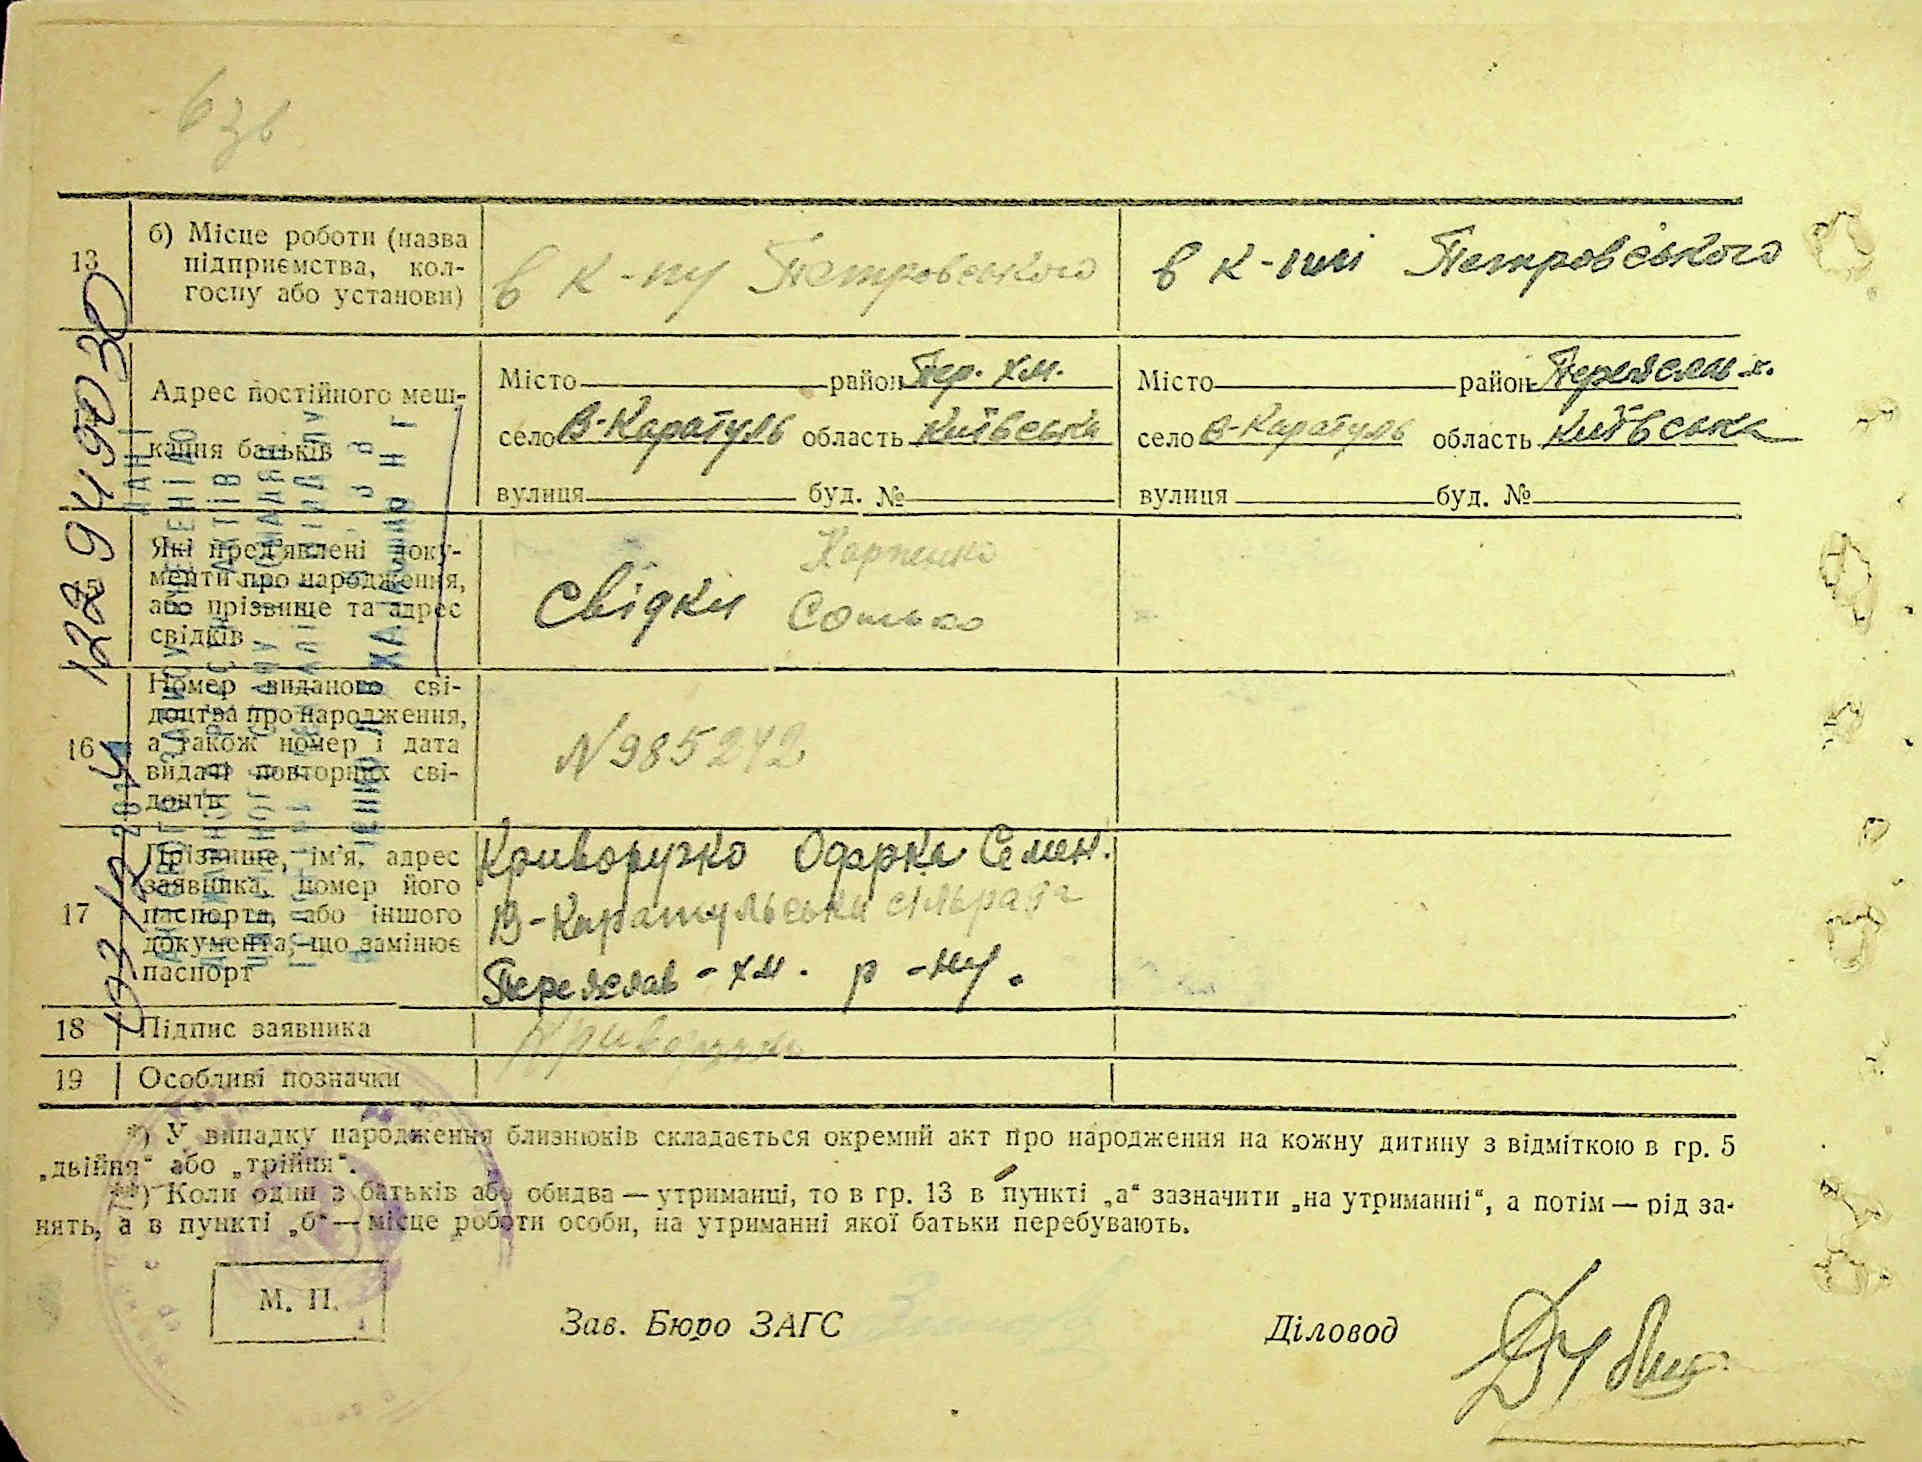 13 б) Місце роботи (назва
підприємства, кол-
госпу або установи)
в к-пу Петровського
в к-пі Петровського
Адрес постійного меш-
кання батьків
Місто район Пер. Хм.
село В-Каратуль область Київська
вулиця буд. №
Місто район Переяслав-х.
село В-Каратуль область Київська
вулиця буд. №
15 Які пред'явлені доку-
менти про народження,
або прізвище та адрес
свідків
Свідки Карпенко
Сотько
16 Номер виданого сві-
доцтва про народження,
а також номер і дата
видачі повторних сві-
доцтв
N 985242
17 Прізвище, ім'я, адрес
заявника, номер його
паспорта, або іншого
документа, що замінює
паспорт
Криворучко Одарка Семен.
В-Каратульська сільрада
Переяслав-хм. р-ну.
18 Підпис заявника
19 Особливі позначки
*) У випадку народження близнюків складається окремий акт про народження на кожну дитину з відміткою в гр. 5
„двійня“ або „трійня“.
**) Коли один з батьків або обидва — утриманці, то в гр. 13 в пункті „а“ зазначити „на утриманні“, а потім — рід за-
нять, а в пункті „б“ — місце роботи особи, на утриманні якої батьки перебувають.
М. П.
Зав. Бюро ЗАГС
Діловод